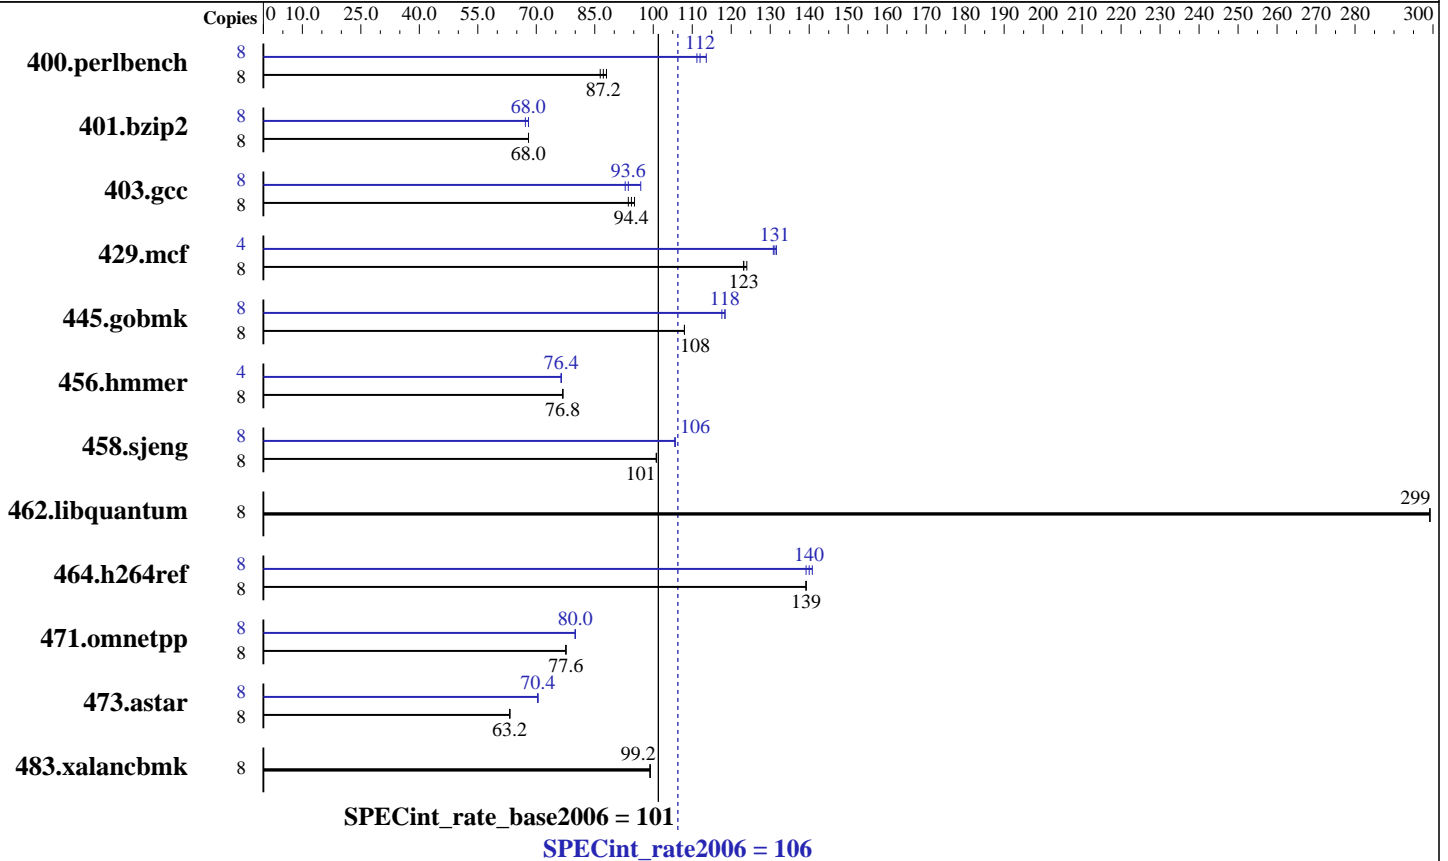 Copies 0 10.0 25.0 40.0 55.0 70.0 85.0 100 110 120 130 140 150 160 170 180 190 200 210 220 230 240 250 260 270 280 300
400.perlbench 8 112
8 87.2
401.bzip2 8 68.0
8 68.0
403.gcc 8 93.6
8 94.4
429.mcf 4 131
8 123
445.gobmk 8 118
8 108
456.hmmer 4 76.4
8 76.8
458.sjeng 8 106
8 101
462.libquantum 8 299
464.h264ref 8 140
8 139
471.omnetpp 8 80.0
8 77.6
473.astar 8 70.4
8 63.2
483.xalancbmk 8 99.2
SPECint_rate_base2006 = 101
SPECint_rate2006 = 106